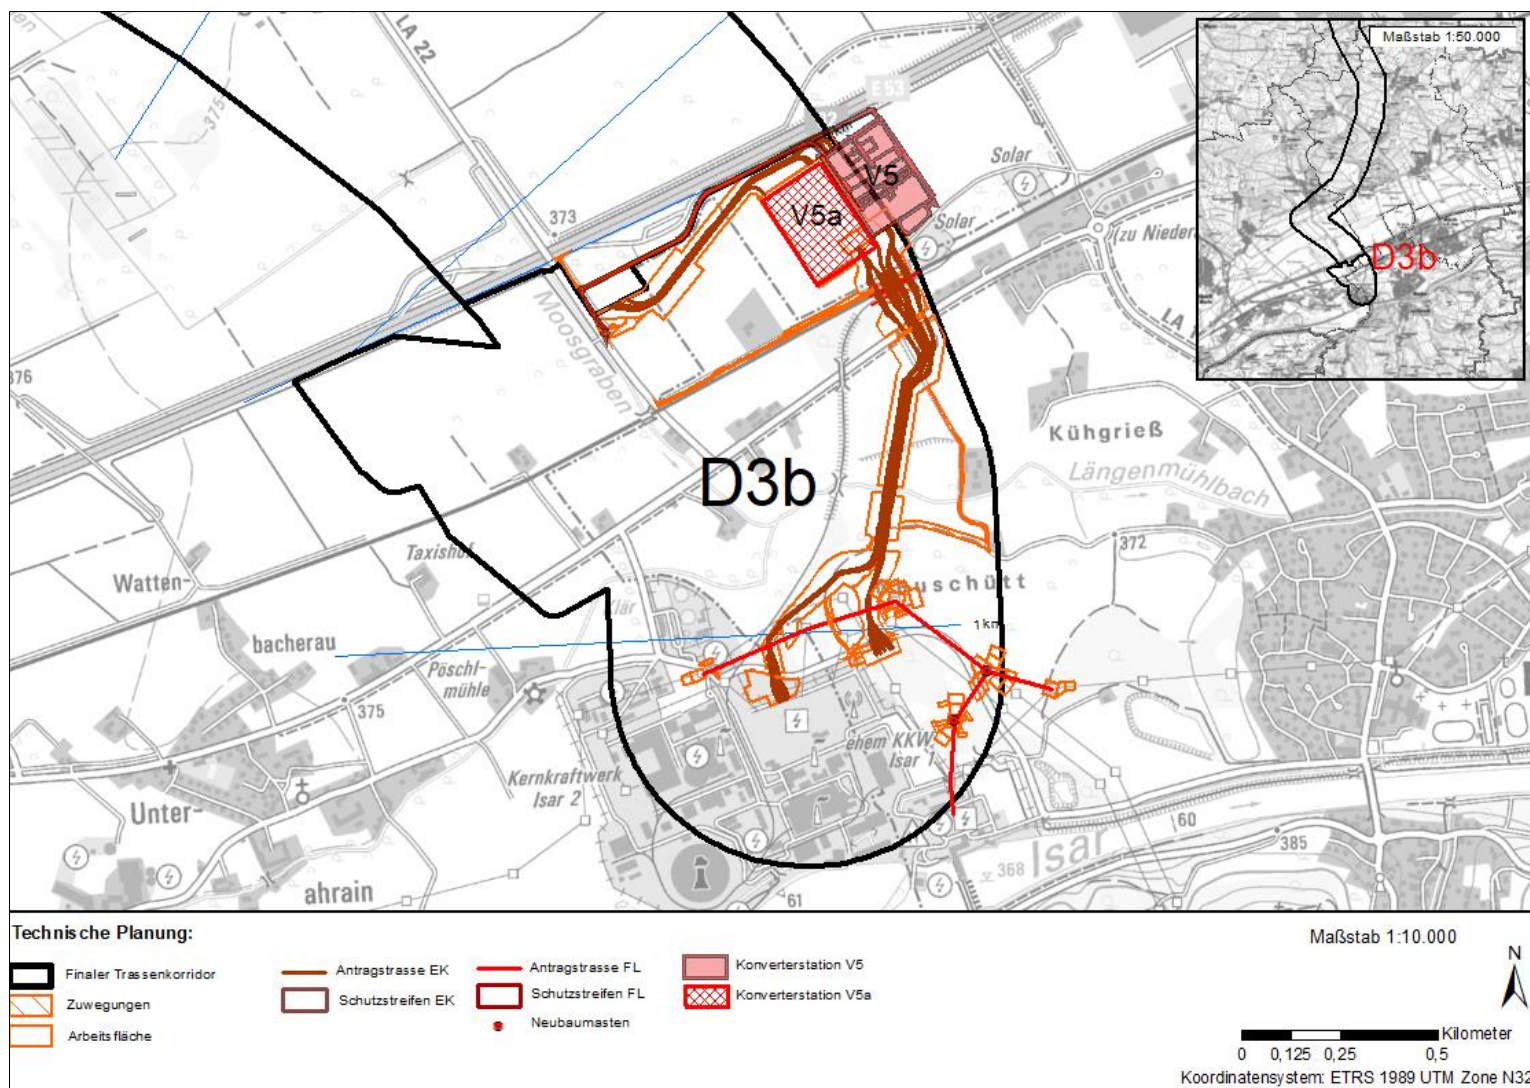 LA 22
375
E 53
Maßstab 1:50.000
D3b
V5
V5a
Solar
Solar
373
(zu Nieder
LA 1
Moosgraben
376
Kühgrieß
Längenmühlbach
D3b
372
Taxishof
Watten-
bacherau
Klär
uschütt
1km
Pöschl-
mühle
375
ehem KKW
Isar 1
Kernkraftwerk
Isar 2
Unter-
ahrain
60
Isar
385
368
61
Technische Planung:
Finaler Trassenkorridor
Zuwegungen
Arbeitsfläche
Antragstrasse EK
Schutzstreifen EK
Antragstrasse FL
Schutzstreifen FL
Neubaumasten
Konverterstation V5
Konverterstation V5a
Maßstab 1:10.000
N
Kilometer
0 0,125 0,25 0,5
Koordinatensystem: ETRS 1989 UTM Zone N32